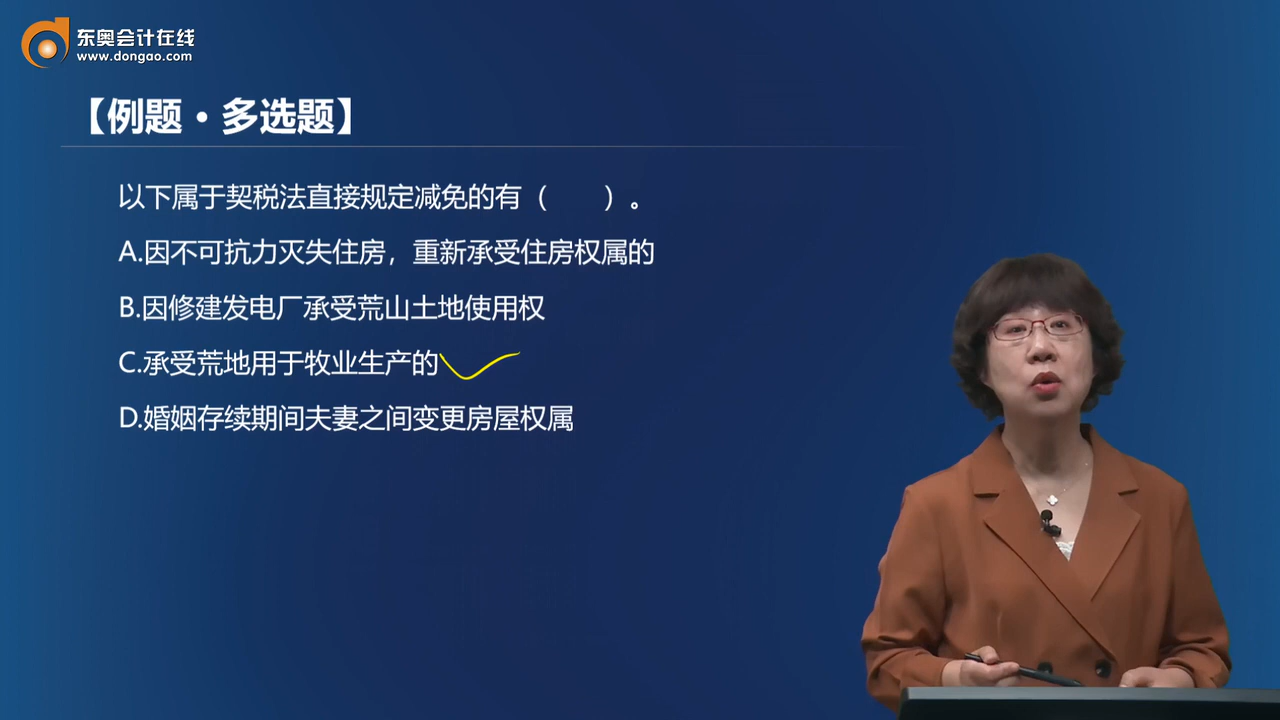 东奥会计在线
www.dongao.com
【例题·多选题】
以下属于契税法直接规定减免的有（　　）。
A.因不可抗力灭失住房，重新承受住房权属的
B.因修建发电厂承受荒山土地使用权
C.承受荒地用于牧业生产的
D.婚姻存续期间夫妻之间变更房屋权属